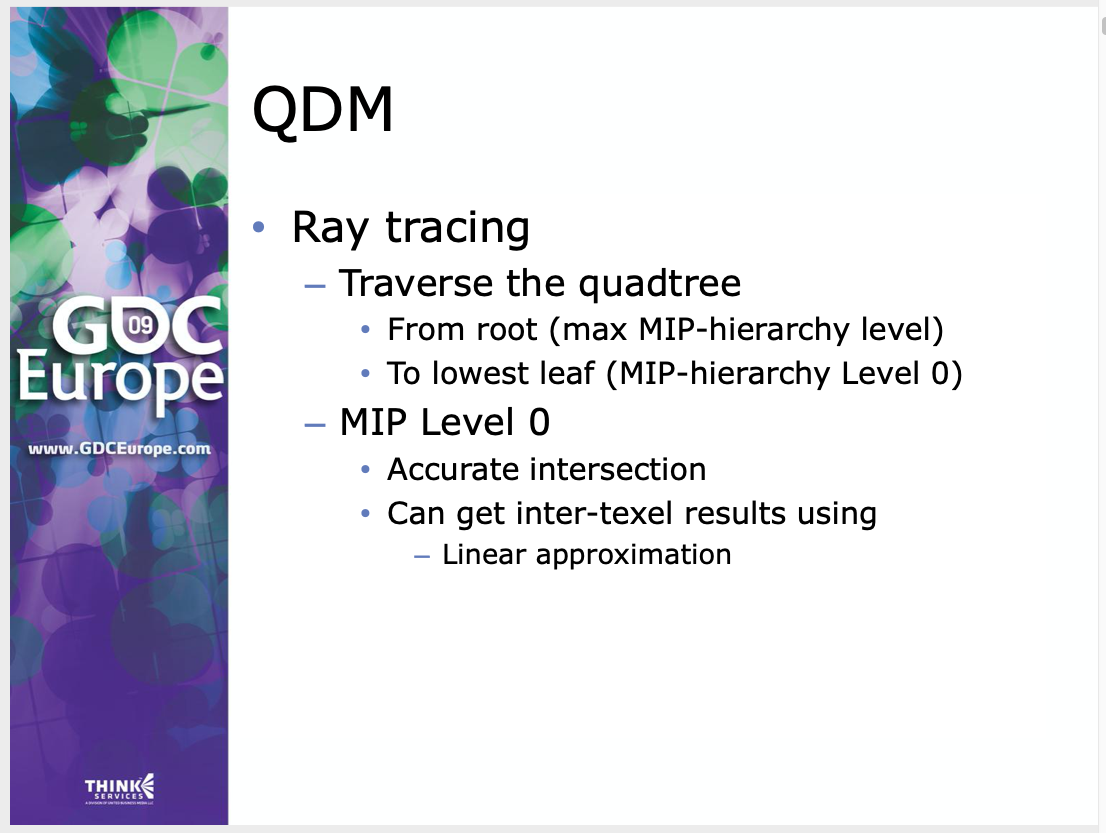 QDM
• Ray tracing
– Traverse the quadtree
• From root (max MIP-hierarchy level)
• To lowest leaf (MIP-hierarchy Level 0)
– MIP Level 0
• Accurate intersection
• Can get inter-texel results using
– Linear approximation
GDC 09
Europe
www.GDCEurope.com
THINK
SERVICES
A DIVISION OF UNITED BUSINESS MEDIA LLC